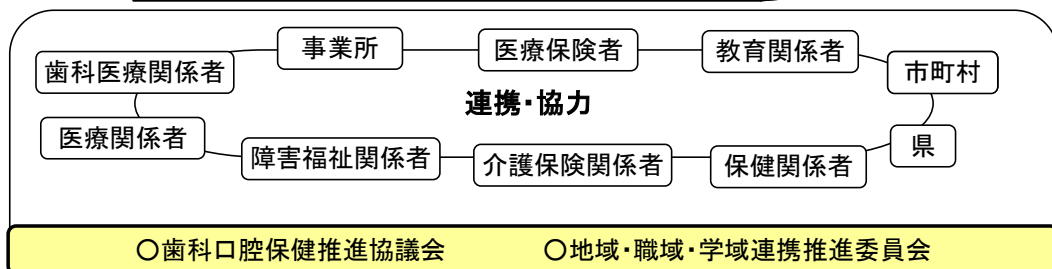 事業所
医療保険者
教育関係者
歯科医療関係者
市町村
連携・協力
医療関係者
県
障害福祉関係者
介護保険関係者
保健関係者
○歯科口腔保健推進協議会
○地域・職域・学域連携推進委員会